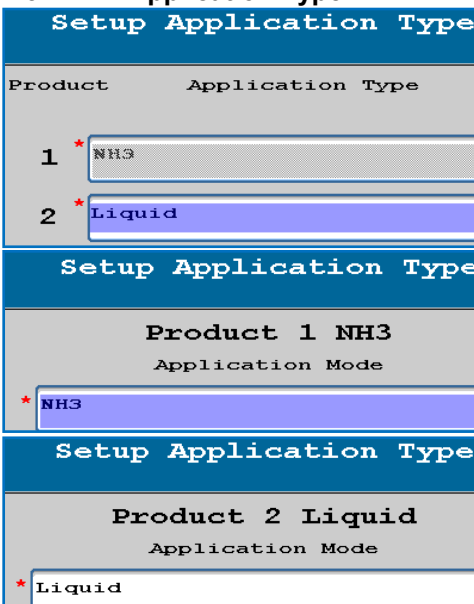 Setup Application Type
Product Application Type
1 * NH3
2 * Liquid
Setup Application Type
Product 1 NH3
Application Mode
* NH3
Setup Application Type
Product 2 Liquid
Application Mode
* Liquid